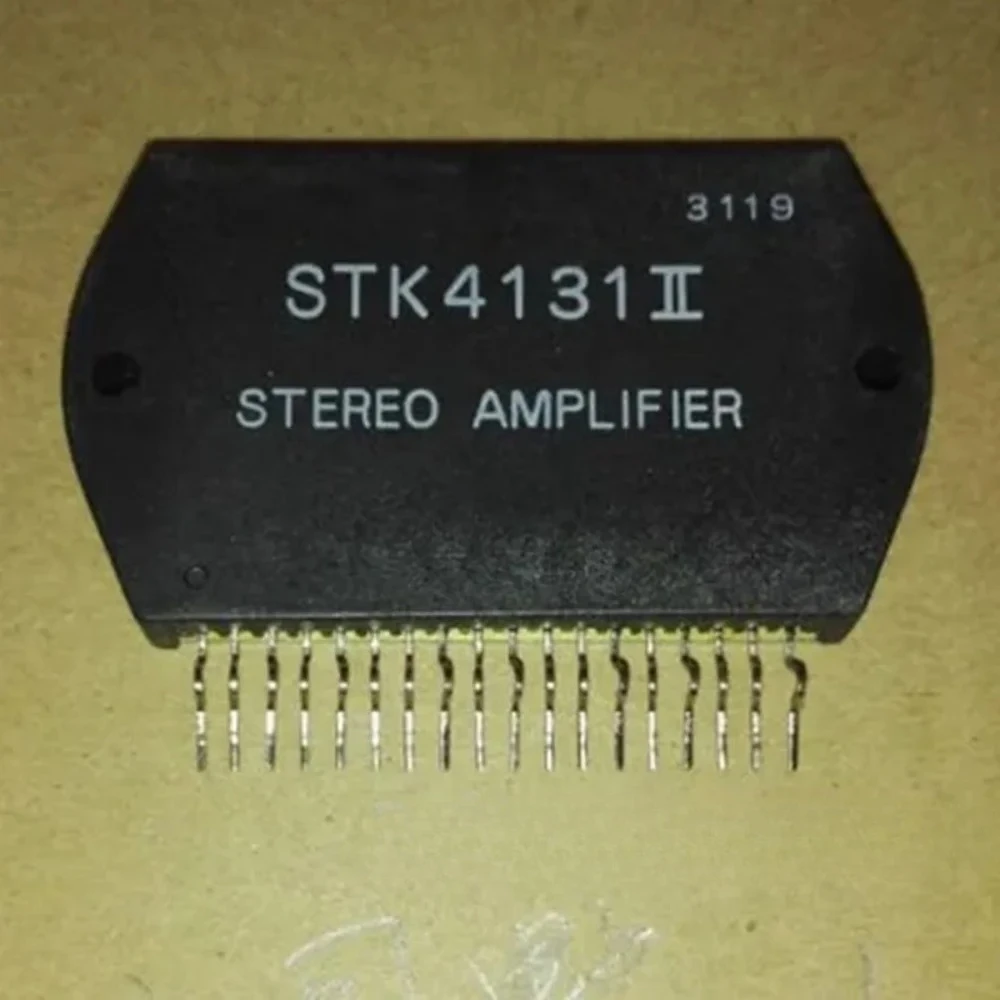 3119
STK4131II
STEREO AMPLIFIER